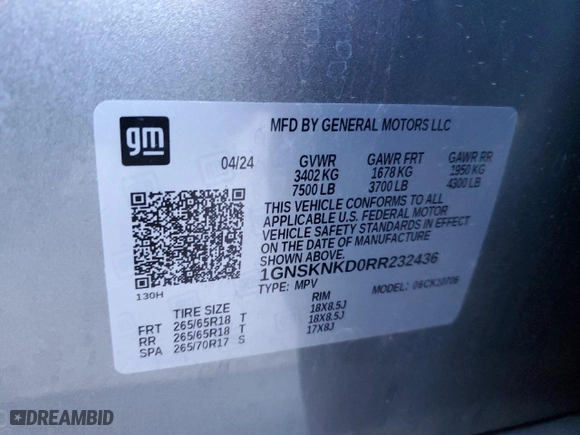 gm
MFD BY GENERAL MOTORS LLC
04/24 GVWR GAWR FRT GAWR RR
3402 KG 1678 KG 1950 KG
7500 LB 3700 LB 4300 LB
THIS VEHICLE CONFORMS TO ALL
APPLICABLE U.S. FEDERAL MOTOR
VEHICLE SAFETY STANDARDS IN EFFECT
ON THE DATE OF MANUFACTURE
SHOWN ABOVE.
1GNSKNKD0RR232436
TYPE: MPV MODEL: 08CK10706
130H
TIRE SIZE RIM
FRT 265/65R18 T 18X8.5J
RR 265/65R18 T 18X8.5J
SPA 265/70R17 S 17X8J
DREAMBID